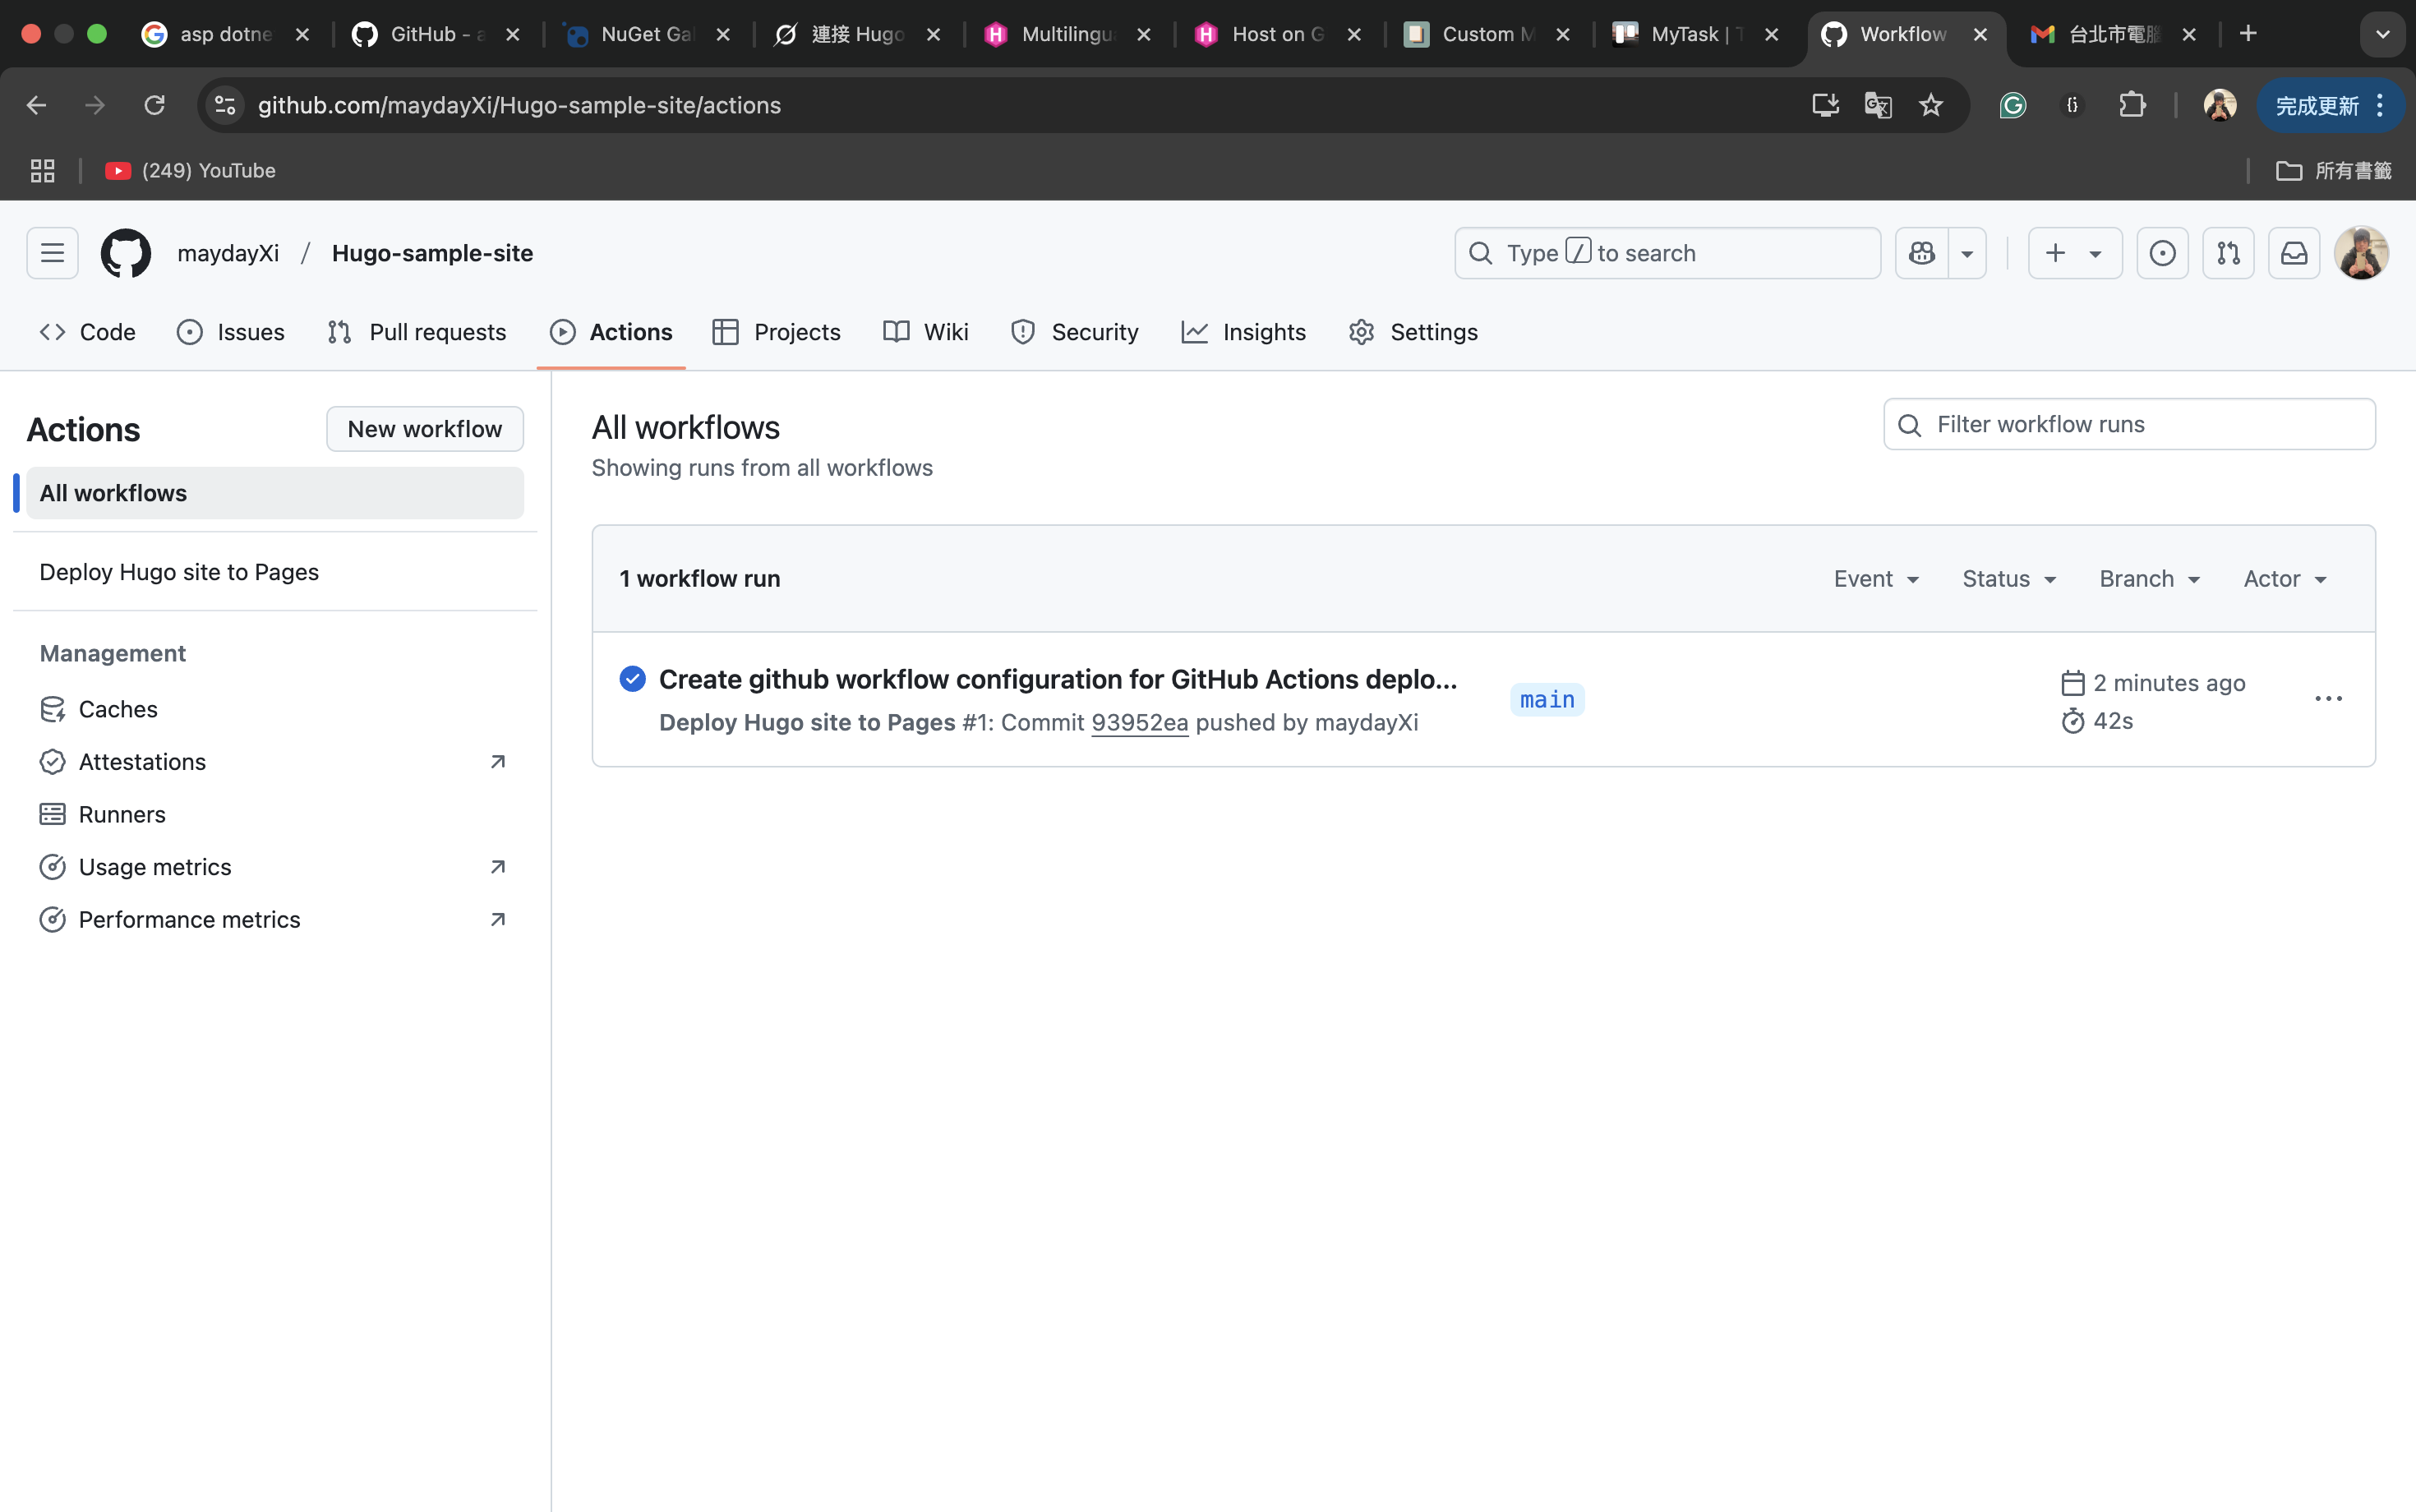 asp dotne
GitHub - a
NuGet Gal
連接 Hugo
Multilingu
Host on G
Custom M
MyTask | T
Workflow
台北市電腦
github.com/maydayXi/Hugo-sample-site/actions
完成更新
(249) YouTube
所有書籤
maydayXi / Hugo-sample-site
Type / to search
Code
Issues
Pull requests
Actions
Projects
Wiki
Security
Insights
Settings
Actions
New workflow
All workflows
Deploy Hugo site to Pages
Management
Caches
Attestations
Runners
Usage metrics
Performance metrics
All workflows
Showing runs from all workflows
Filter workflow runs
1 workflow run
Event
Status
Branch
Actor
Create github workflow configuration for GitHub Actions deplo...
Deploy Hugo site to Pages #1: Commit 93952ea pushed by maydayXi
main
2 minutes ago
42s